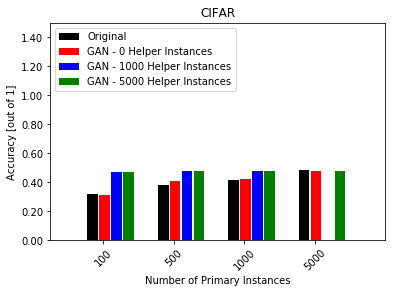 CIFAR
Original
GAN - 0 Helper Instances
GAN - 1000 Helper Instances
GAN - 5000 Helper Instances
Accuracy [out of 1]
1.40
1.20
1.00
0.80
0.60
0.40
0.20
0.00
100
500
1000
5000
Number of Primary Instances